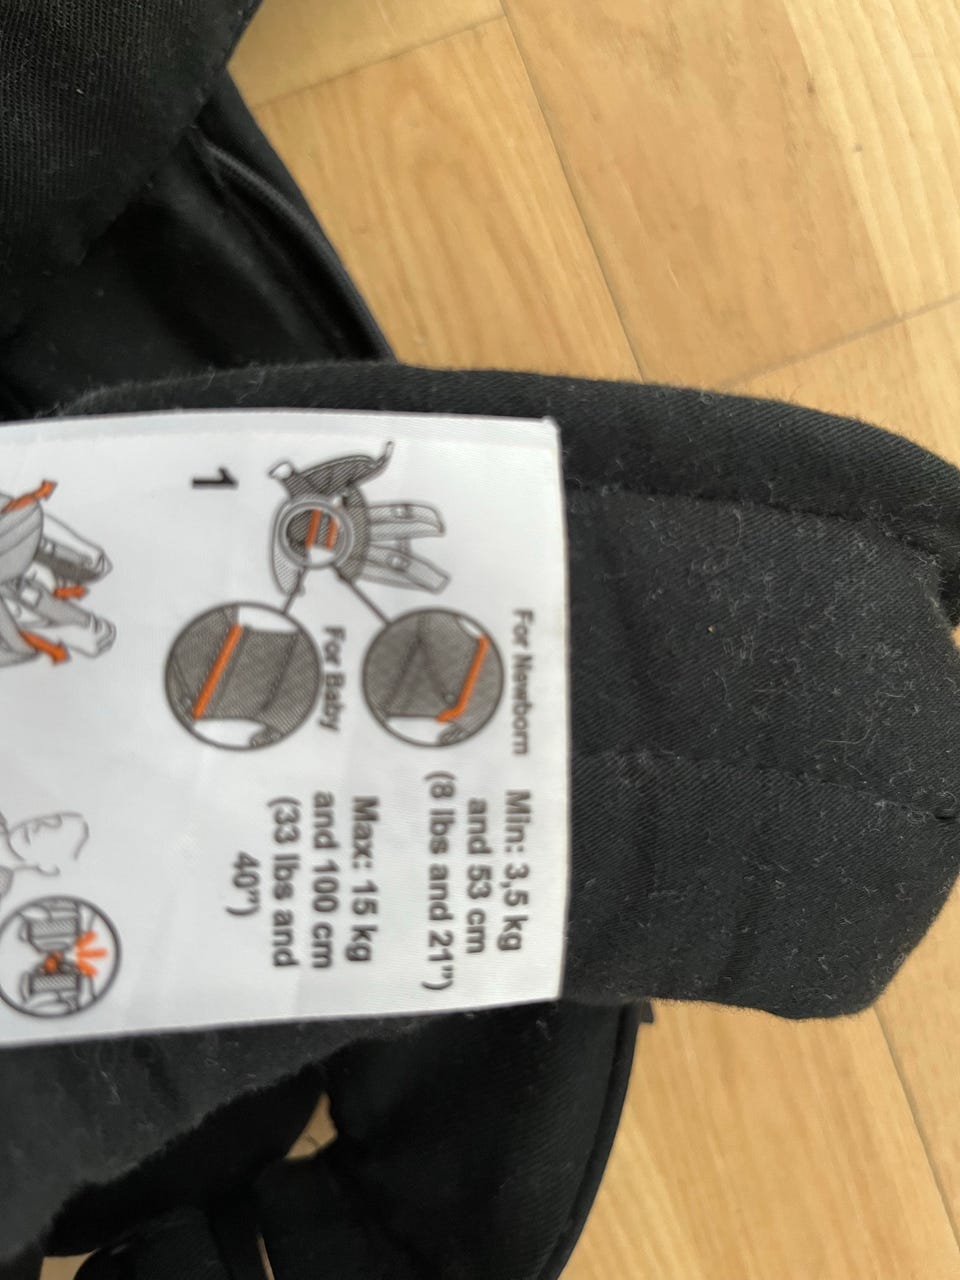 For Newborn
Min: 3,5 kg
and 53 cm
(8 lbs and 21")
For Baby
Max: 15 kg
and 100 cm
(33 lbs and
40")
1